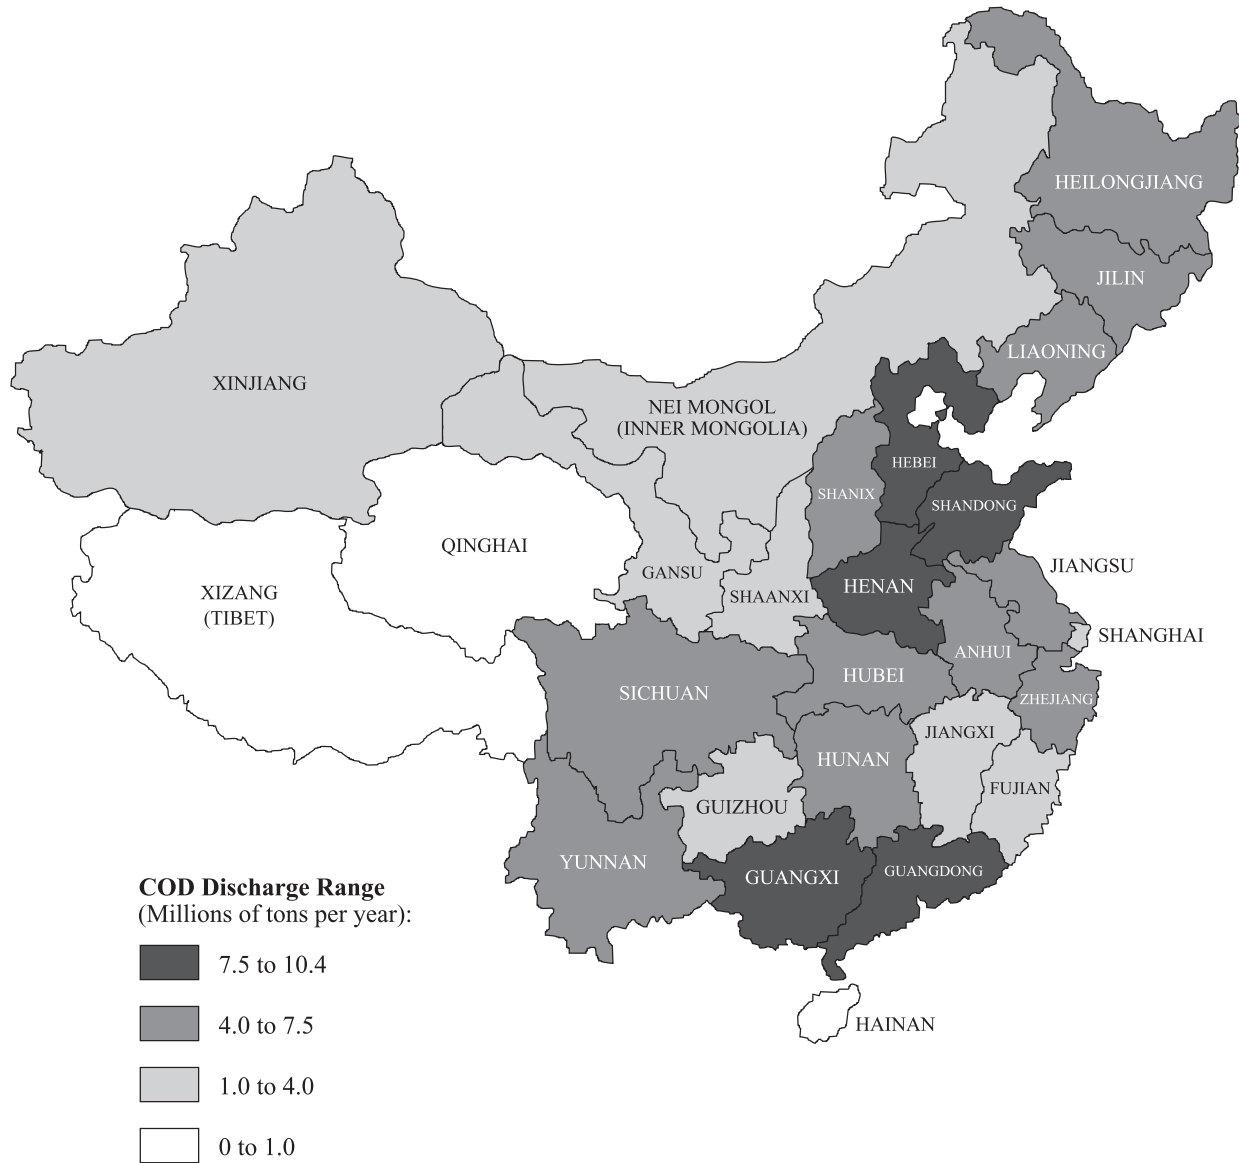 HEILONGJIANG
JILIN
LIAONING
XINJIANG
NEI MONGOL
(INNER MONGOLIA)
HEBEI
SHANIX
SHANDONG
QINGHAI
GANSU
JIANGSU
XIZANG
(TIBET)
SHAANXI
HENAN
SHANGHAI
ANHUI
HUBEI
SICHUAN
ZHEJIANG
JIANGXI
HUNAN
FUJIAN
GUIZHOU
YUNNAN
GUANGXI
GUANGDONG
HAINAN
COD Discharge Range
(Millions of tons per year):
7.5 to 10.4
4.0 to 7.5
1.0 to 4.0
0 to 1.0